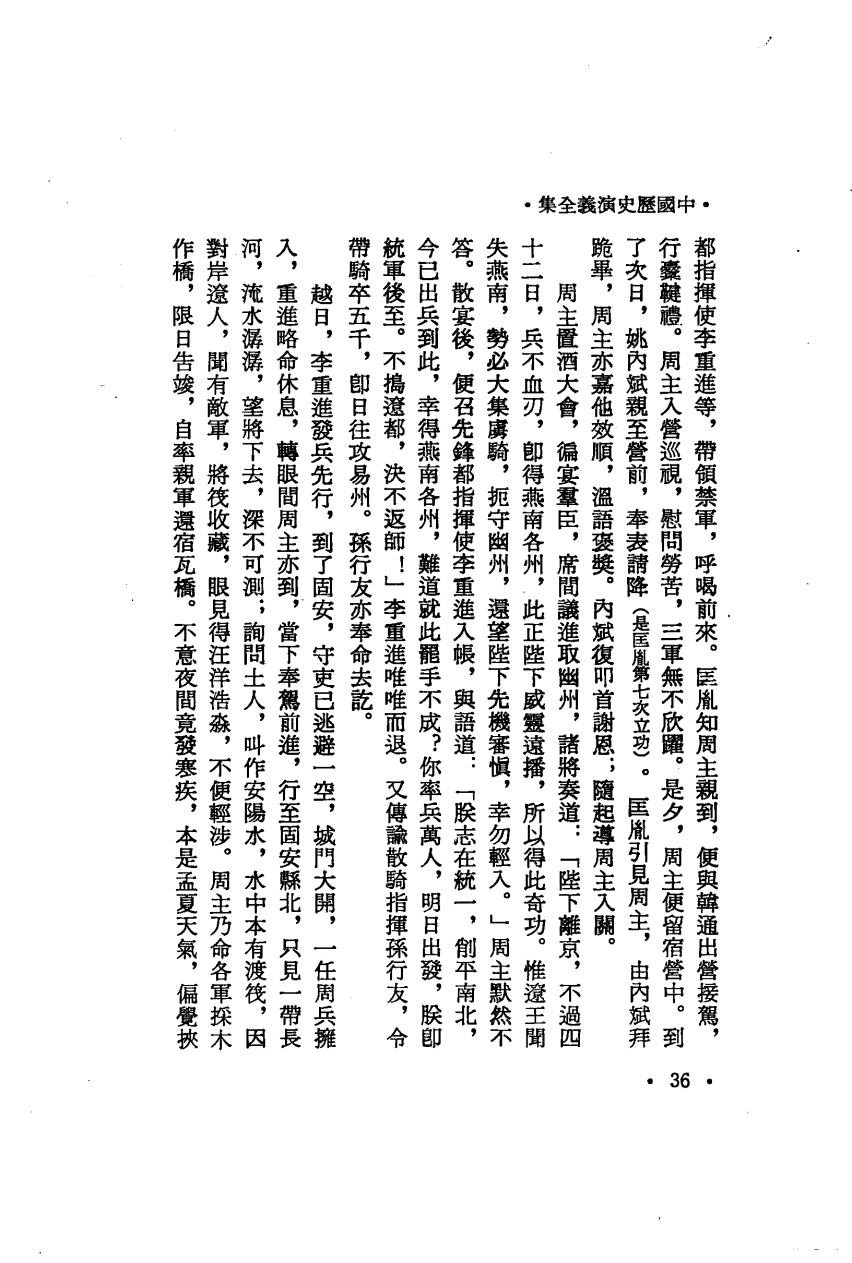 ・中國歷史演義全集・
都指揮使李重進等，帶領禁軍，呼喝前來。匡胤知周主親到，便與韓通出營接駕，
行櫜鞬禮。周主入營巡視，慰問勞苦，三軍無不欣躍。是夕，周主便留宿營中。到
了次日，姚內斌親至營前，奉表請降（是匡胤第七次立功）。匡胤引見周主，由內斌拜
跪畢，周主亦嘉他效順，溫語褒獎。內斌復叩首謝恩；隨起導周主入關。
周主置酒大會，徧宴羣臣，席間議進取幽州，諸將奏道：「陛下離京，不過四
十二日，兵不血刃，卽得燕南各州，此正陛下威靈遠播，所以得此奇功。惟遼王聞
失燕南，勢必大集虜騎，扼守幽州，還望陛下先機審愼，幸勿輕入。」周主默然不
答。散宴後，便召先鋒都指揮使李重進入帳，與語道：「朕志在統一，削平南北，
今已出兵到此，幸得燕南各州，難道就此罷手不成？你率兵萬人，明日出發，朕卽
統軍後至。不搗遼都，決不返師！」李重進唯唯而退。又傳諭散騎指揮孫行友，令
帶騎卒五千，卽日往攻易州。孫行友亦奉命去訖。
越日，李重進發兵先行，到了固安，守吏已逃避一空，城門大開，一任周兵擁
入，重進略命休息，轉眼間周主亦到，當下奉駕前進，行至固安縣北，只見一帶長
河，淹水潺潺，望將下去，深不可測；詢問土人，叫作安陽水，水中本有渡筏，因
對岸遼人，聞有敵軍，將筏收藏，眼見得汪洋浩淼，不便輕涉。周主乃命各軍採木
作橋，限日告竣，自率親軍還宿瓦橋。不意夜間竟發寒疾，本是孟夏天氣，偏覺挾
・36・